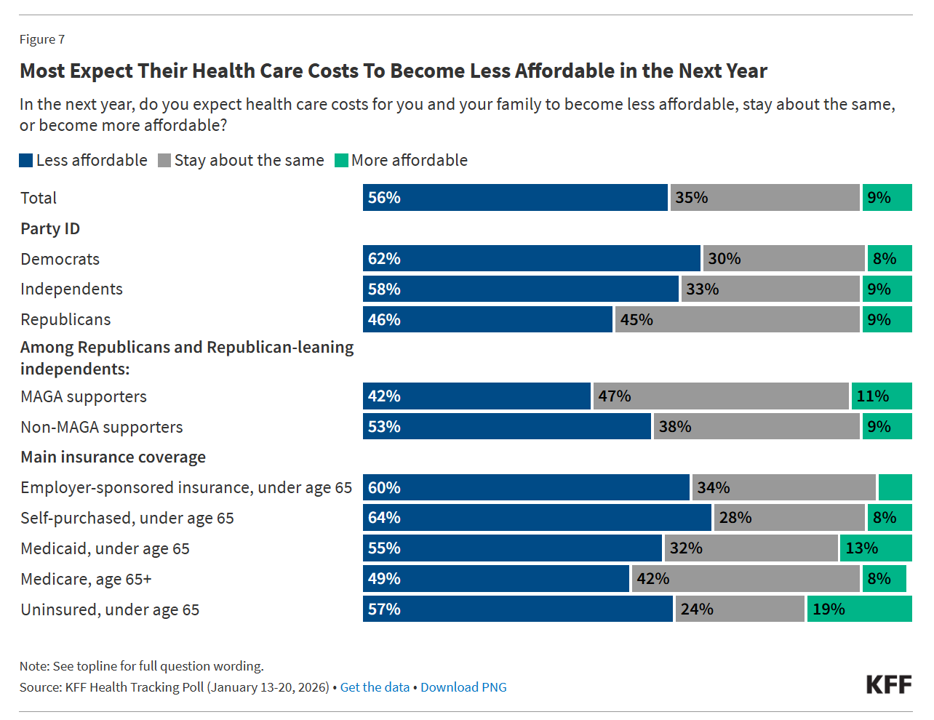 Figure 7
Most Expect Their Health Care Costs To Become Less Affordable in the Next Year
In the next year, do you expect health care costs for you and your family to become less affordable, stay about the same,
or become more affordable?
Less affordable Stay about the same More affordable
Total 56% 35% 9%
Party ID
Democrats 62% 30% 8%
Independents 58% 33% 9%
Republicans 46% 45% 9%
Among Republicans and Republican-leaning
independents:
MAGA supporters 42% 47% 11%
Non-MAGA supporters 53% 38% 9%
Main insurance coverage
Employer-sponsored insurance, under age 65 60% 34%
Self-purchased, under age 65 64% 28% 8%
Medicaid, under age 65 55% 32% 13%
Medicare, age 65+ 49% 42% 8%
Uninsured, under age 65 57% 24% 19%
Note: See topline for full question wording.
Source: KFF Health Tracking Poll (January 13-20, 2026) • Get the data • Download PNG
KFF